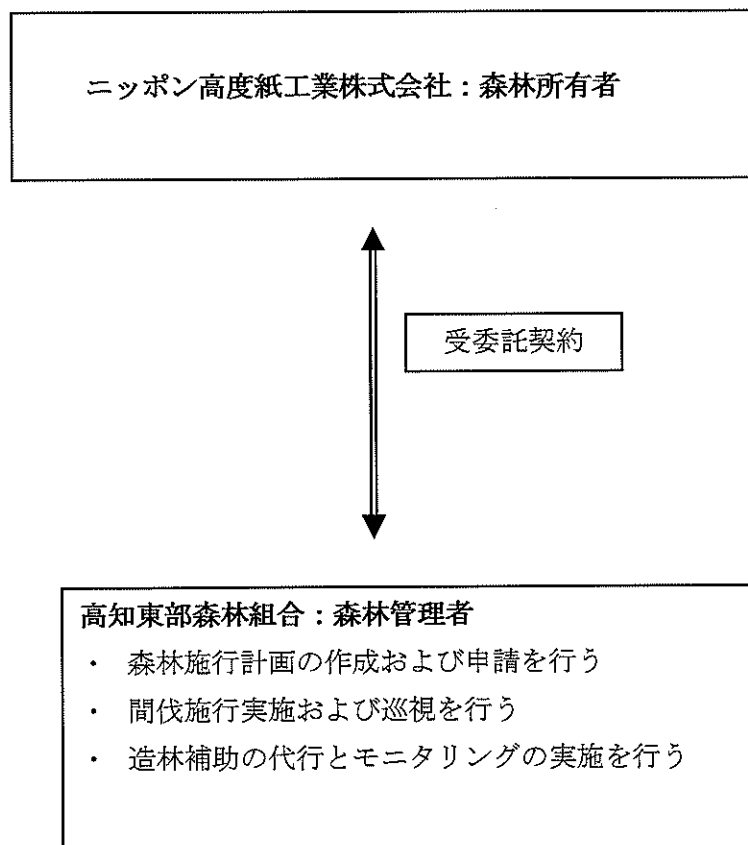 ニッポン高度紙工業株式会社：森林所有者
受委託契約
高知東部森林組合：森林管理者
・ 森林施行計画の作成および申請を行う
・ 間伐施行実施および巡視を行う
・ 造林補助の代行とモニタリングの実施を行う